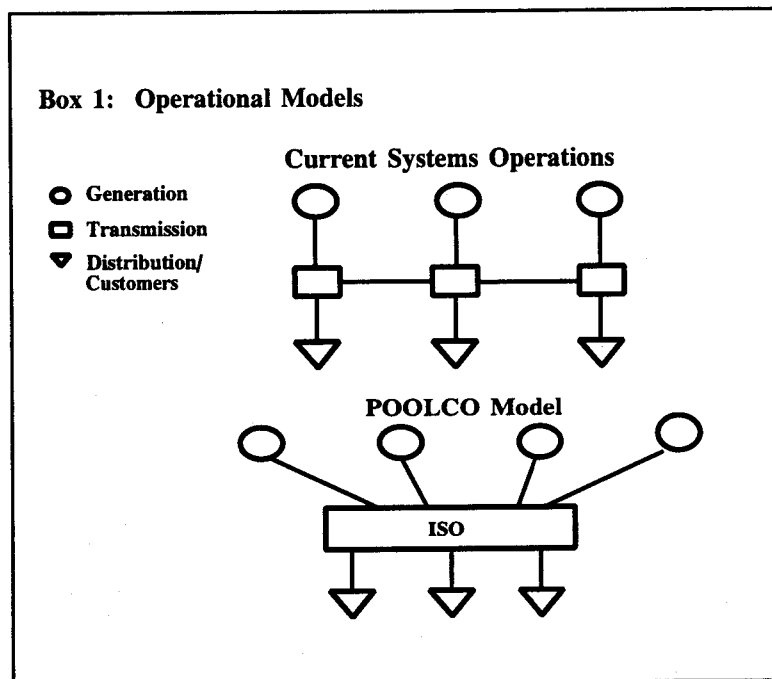 Box 1: Operational Models
Current Systems Operations
Generation
Transmission
Distribution/
Customers
POOLCO Model
ISO